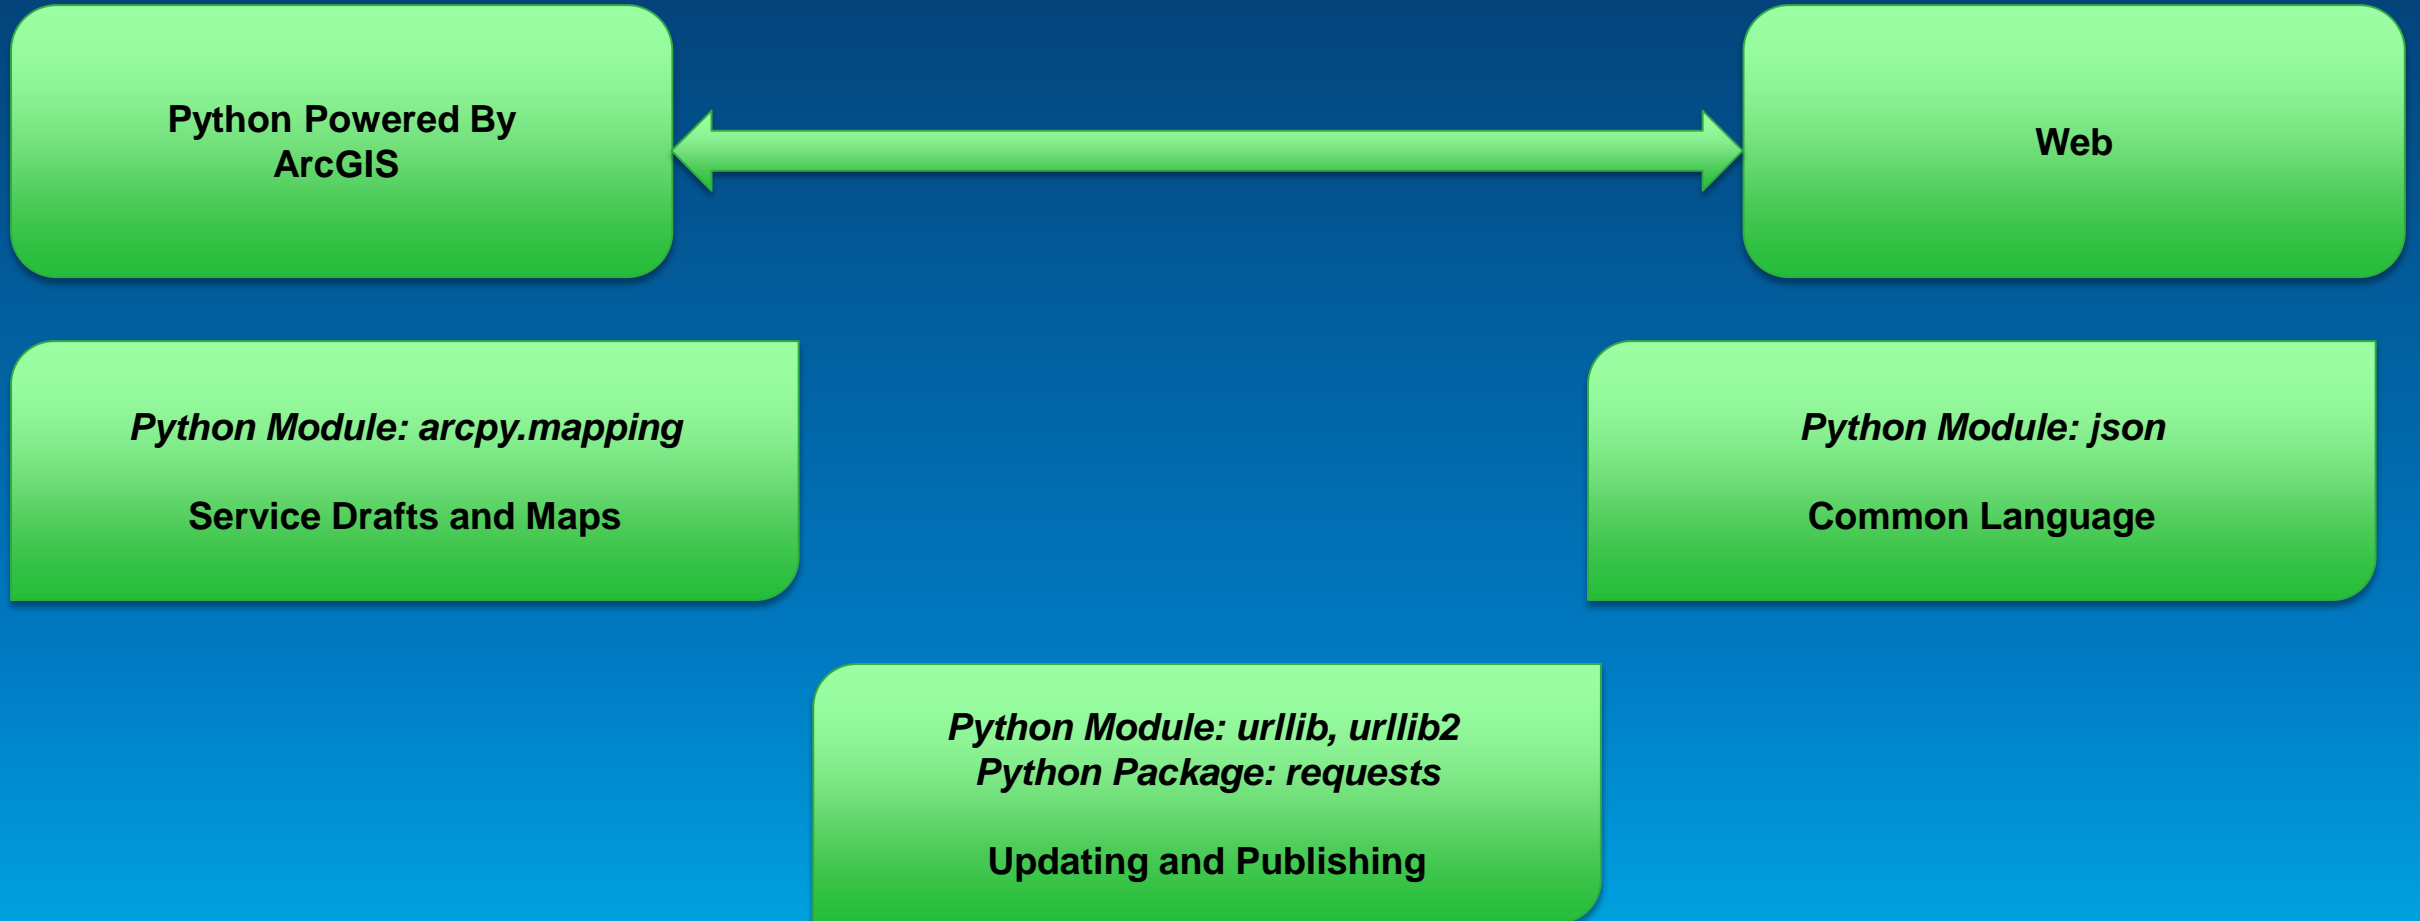 Python Powered By
ArcGIS
Web
Python Module: arcpy.mapping
Service Drafts and Maps
Python Module: json
Common Language
Python Module: urllib, urllib2
Python Package: requests
Updating and Publishing